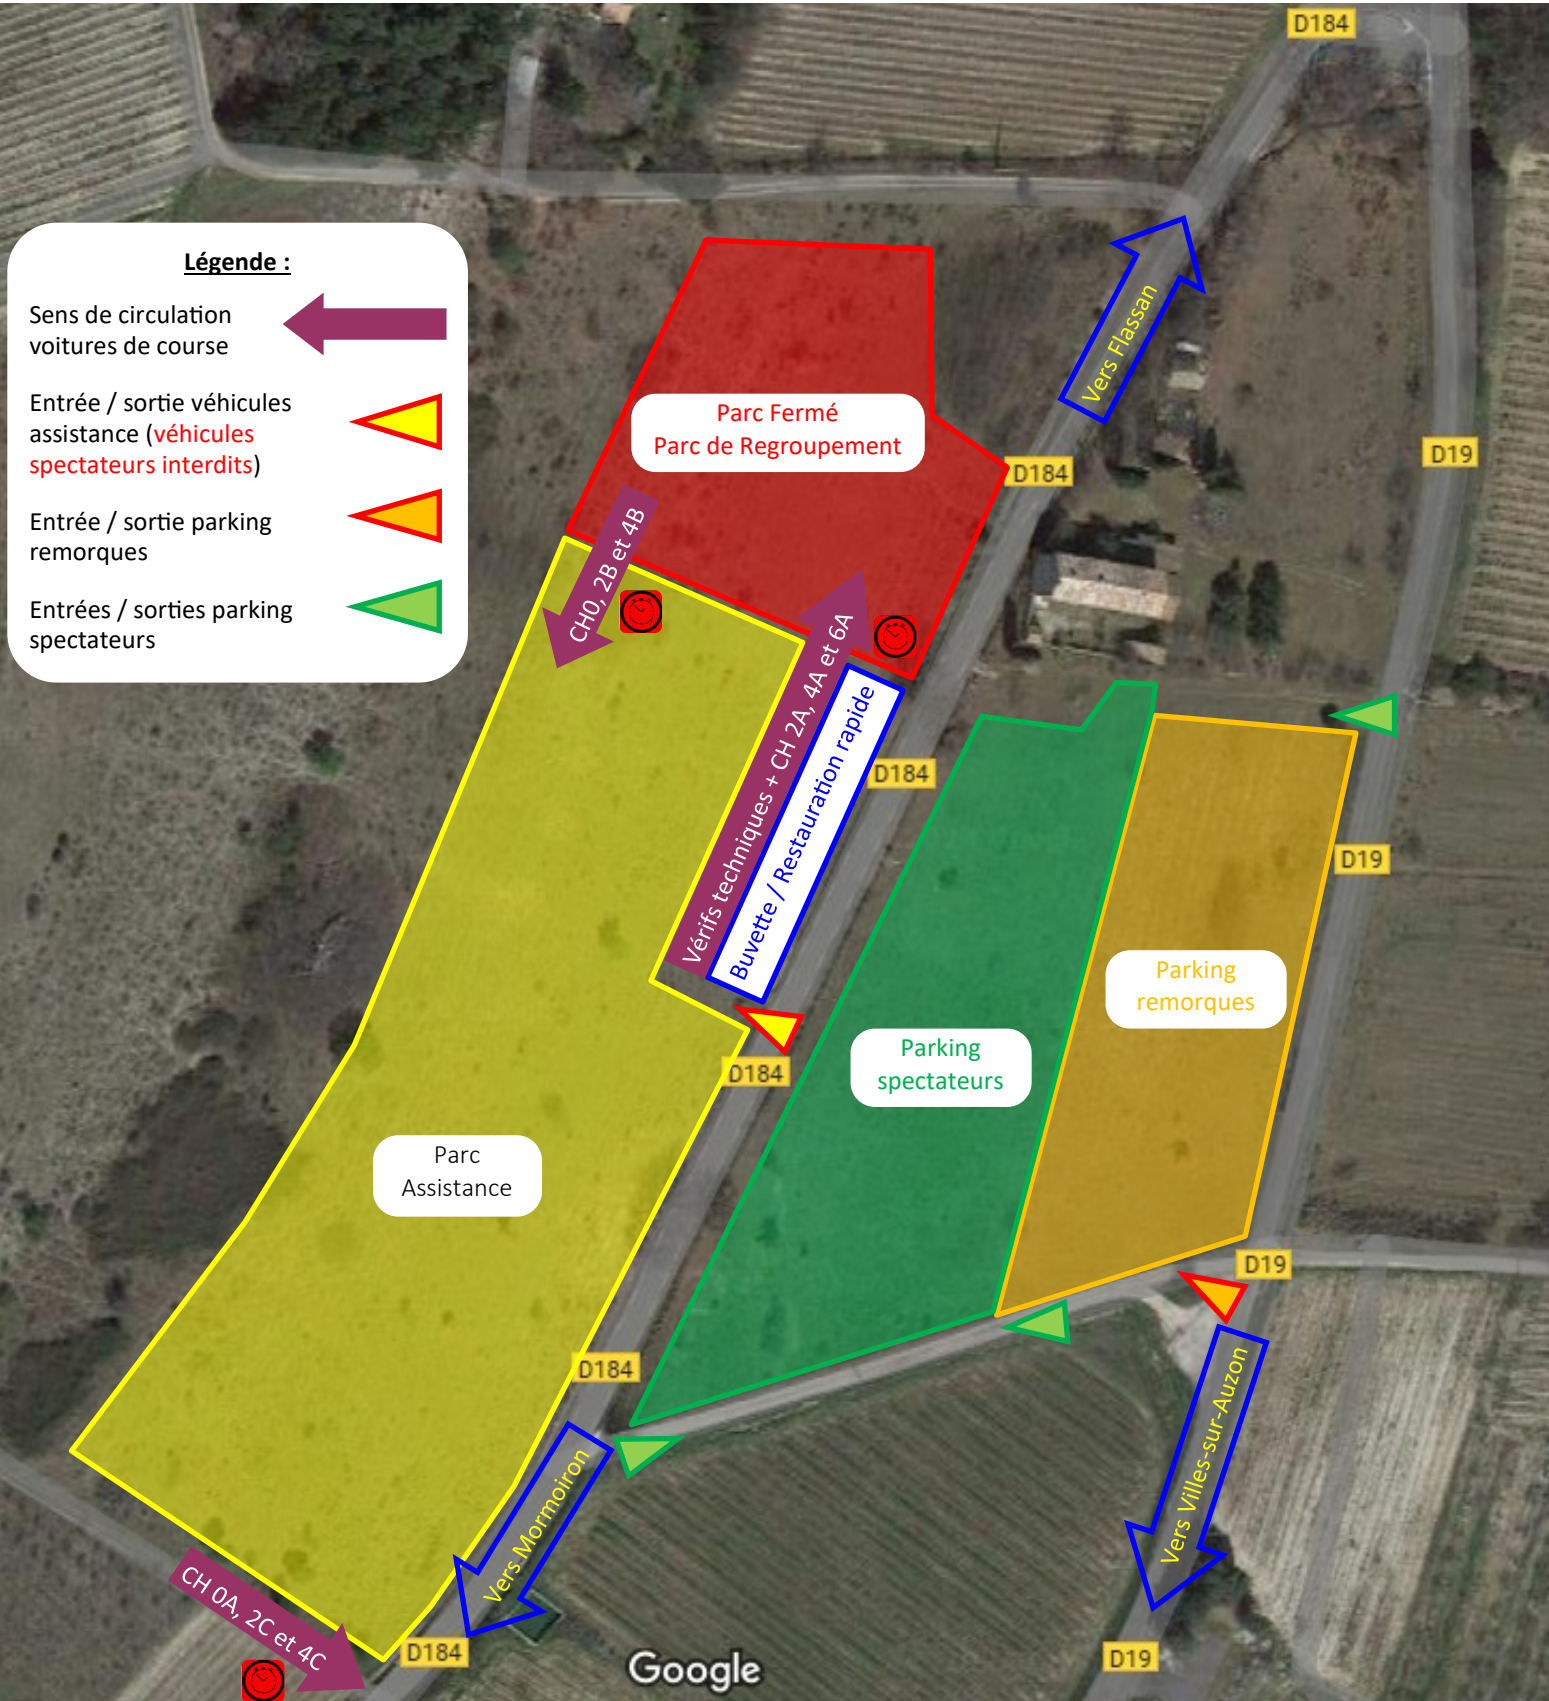 D184
Légende :
Sens de circulation
voitures de course
Entrée / sortie véhicules
assistance (véhicules
spectateurs interdits)
Entrée / sortie parking
remorques
Entrées / sorties parking
spectateurs
Vers Flassan
Parc Fermé
Parc de Regroupement
D184
D19
CH0, 2B et 4B
Vérifs techniques + CH 2A, 4A et 6A
Buvette / Restauration rapide
D184
D19
Parking
remorques
Parking
spectateurs
D184
Parc
Assistance
D19
D184
Vers Mormoiron
Vers Villes-sur-Auzon
CH 0A, 2C et 4C
D184
Google
D19